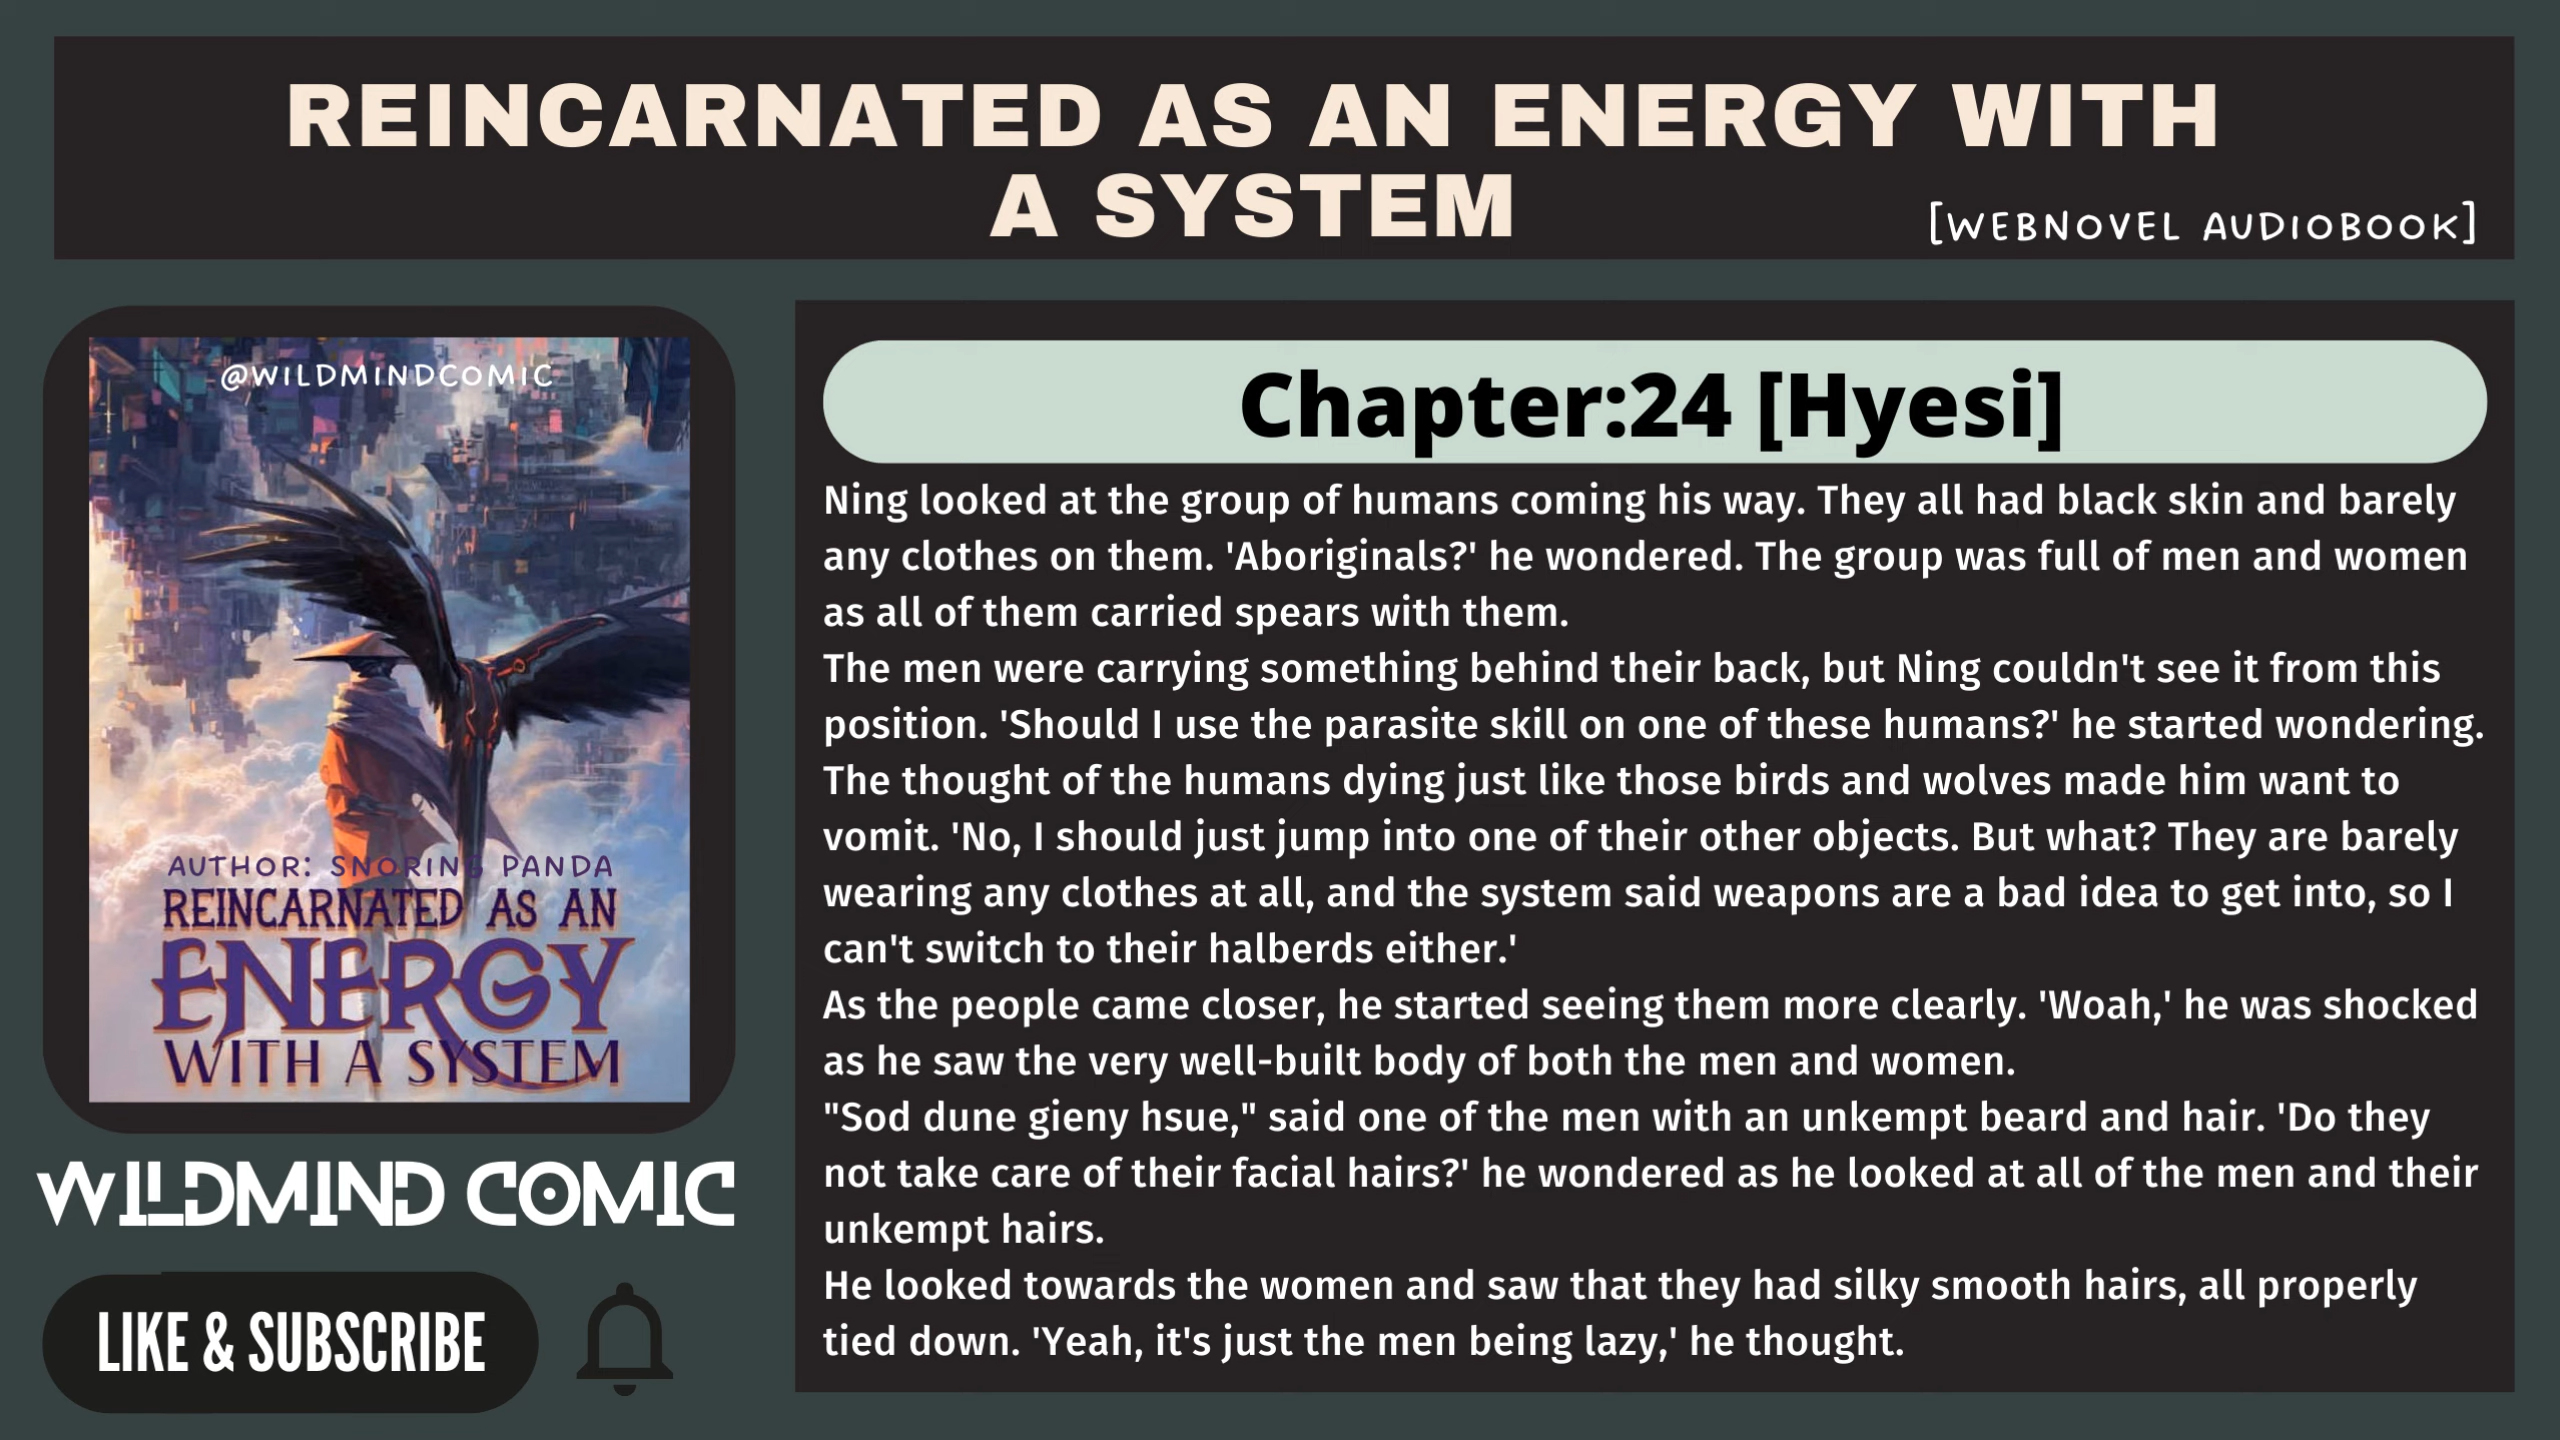 REINCARNATED AS AN ENERGY WITH
A SYSTEM
[WEBNOVEL AUDIOBOOK]
@WILDMINDCOMIC
AUTHOR: SNORING PANDA
REINCARNATED AS AN
ENERGY
WITH A SYSTEM
WILDMIND COMIC
LIKE & SUBSCRIBE
Chapter:24 [Hyesi]
Ning looked at the group of humans coming his way. They all had black skin and barely
any clothes on them. 'Aboriginals?' he wondered. The group was full of men and women
as all of them carried spears with them.
The men were carrying something behind their back, but Ning couldn't see it from this
position. 'Should I use the parasite skill on one of these humans?' he started wondering.
The thought of the humans dying just like those birds and wolves made him want to
vomit. 'No, I should just jump into one of their other objects. But what? They are barely
wearing any clothes at all, and the system said weapons are a bad idea to get into, so I
can't switch to their halberds either.'
As the people came closer, he started seeing them more clearly. 'Woah,' he was shocked
as he saw the very well-built body of both the men and women.
"Sod dune gieny hsue," said one of the men with an unkempt beard and hair. 'Do they
not take care of their facial hairs?' he wondered as he looked at all of the men and their
unkempt hairs.
He looked towards the women and saw that they had silky smooth hairs, all properly
tied down. 'Yeah, it's just the men being lazy,' he thought.